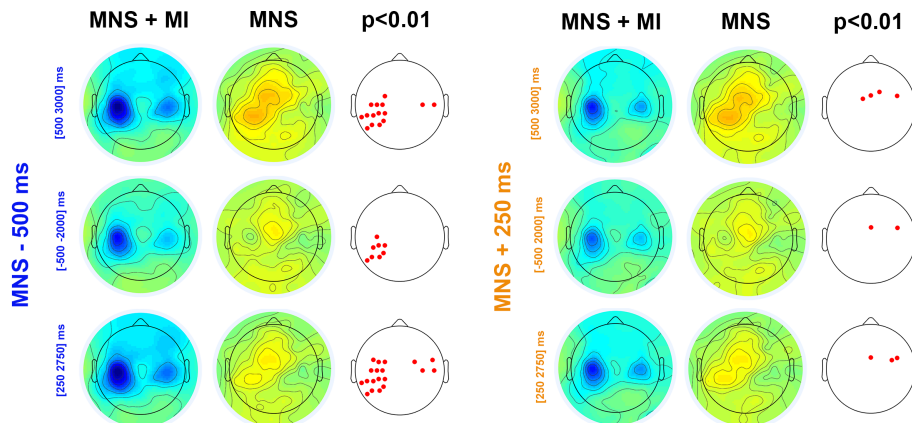 MNS + MI MNS p<0.01 MNS + MI MNS p<0.01
MNS - 500 ms
[500 3000] ms
[-500 -2000] ms
[250 2750] ms
MNS + 250 ms
[500 3000] ms
[-500 2000] ms
[250 2750] ms